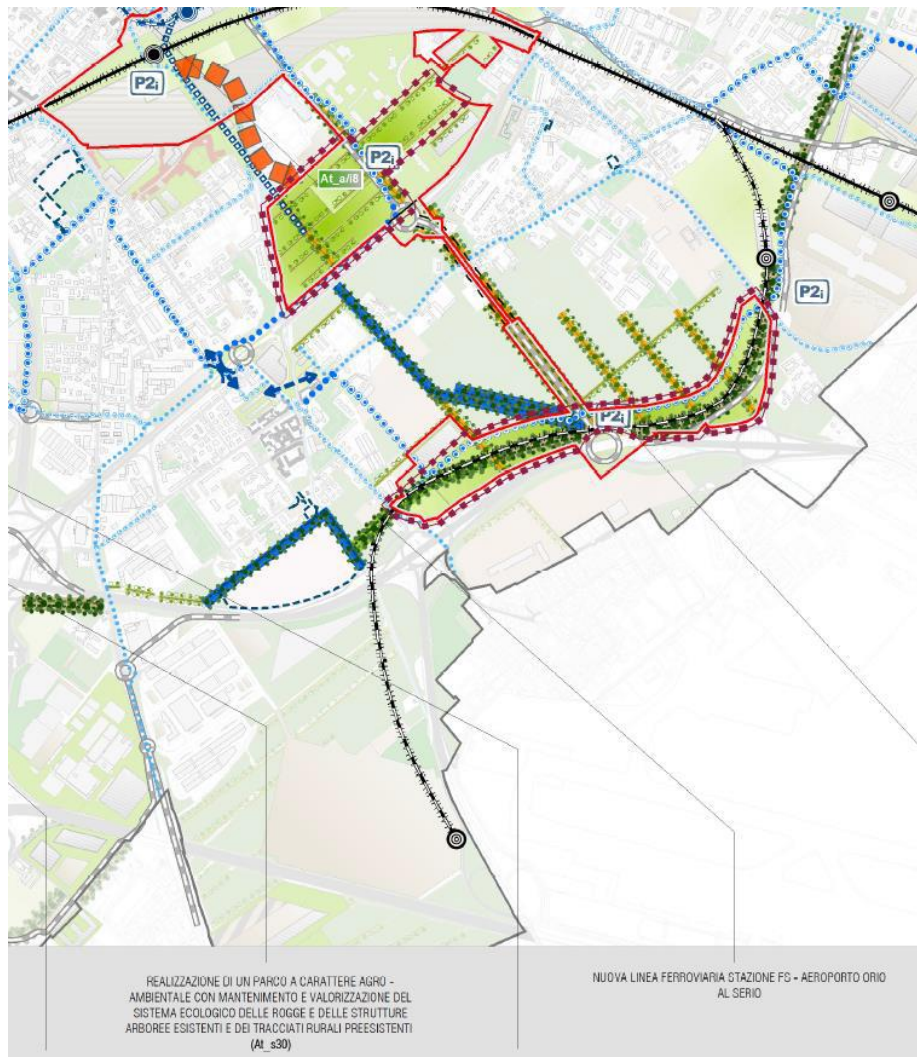 P2i
P2i
At_a/i8
P2i
P2i
REALIZZAZIONE DI UN PARCO A CARATTERE AGRO -
AMBIENTALE CON MANTENIMENTO E VALORIZZAZIONE DEL
SISTEMA ECOLOGICO DELLE ROGGE E DELLE STRUTTURE
ARBOREE ESISTENTI E DEI TRACCIATI RURALI PREESISTENTI
(At_s30)
NUOVA LINEA FERROVIARIA STAZIONE FS - AEROPORTO ORIO
AL SERIO